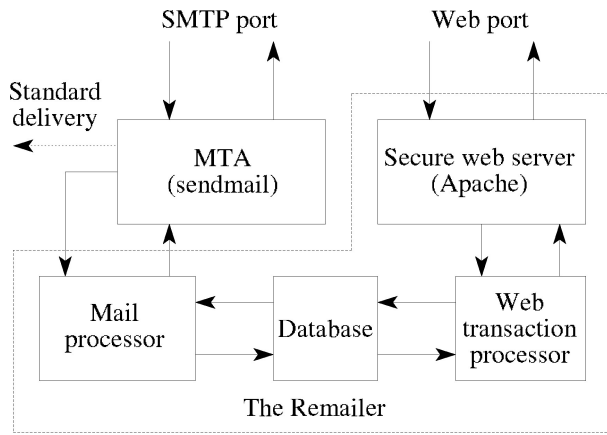 SMTP port
Web port
Standard
delivery
MTA
(sendmail)
Secure web server
(Apache)
Mail
processor
Database
Web
transaction
processor
The Remailer